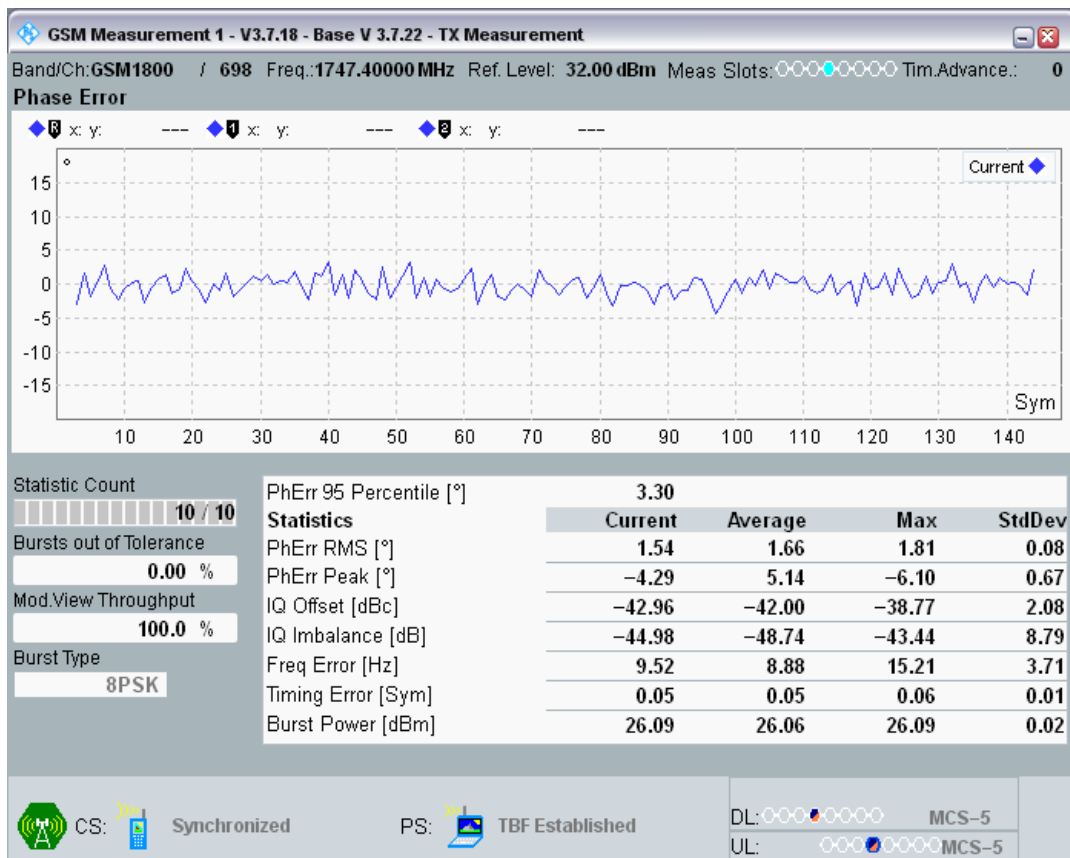 GSM Measurement 1 - V3.7.18 - Base V 3.7.22 - TX Measurement
Band/Ch:GSM1800 / 698 Freq.:1747.40000 MHz Ref. Level: 32.00 dBm Meas Slots: Tim.Advance.: 0
Phase Error
R x: y: --- 1 x: y: --- 2 x: y: ---
°
Current
15
10
5
0
-5
-10
-15
Sym
10 20 30 40 50 60 70 80 90 100 110 120 130 140
Statistic Count
10 / 10
Bursts out of Tolerance
0.00 %
Mod.View Throughput
100.0 %
Burst Type
8PSK
PhErr 95 Percentile [°] 3.30
Statistics Current Average Max StdDev
PhErr RMS [°] 1.54 1.66 1.81 0.08
PhErr Peak [°] −4.29 5.14 −6.10 0.67
IQ Offset [dBc] −42.96 −42.00 −38.77 2.08
IQ Imbalance [dB] −44.98 −48.74 −43.44 8.79
Freq Error [Hz] 9.52 8.88 15.21 3.71
Timing Error [Sym] 0.05 0.05 0.06 0.01
Burst Power [dBm] 26.09 26.06 26.09 0.02
CS: Synchronized PS: TBF Established
DL: MCS−5
UL: MCS−5